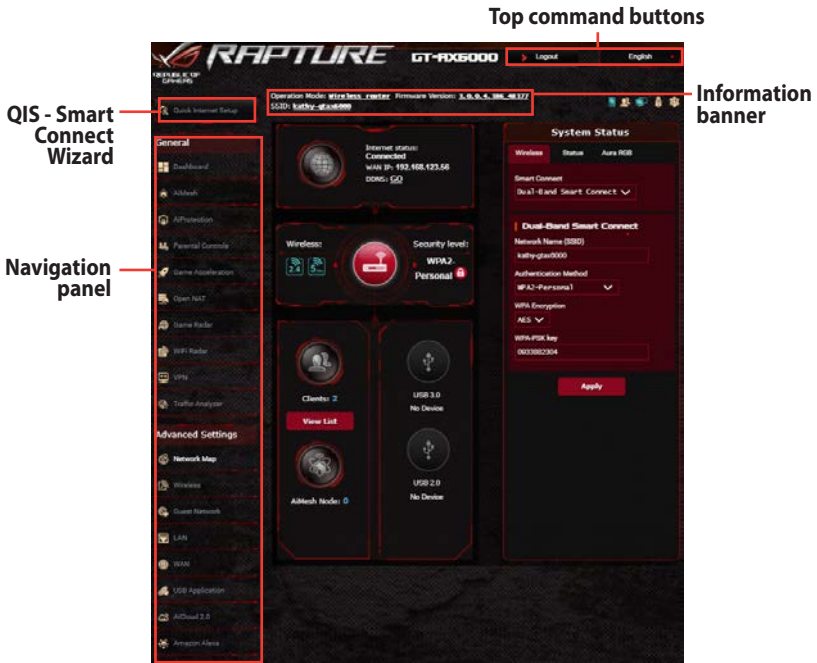 Top command buttons
RAPTURE GT-AX6000
Logout English
REPUBLIC OF
GAMERS
Operation Mode: Wireless router Firmware Version: 3.0.0.4.386_48377
SSID: kathy-gtax6000
Information
banner
QIS - Smart
Connect
Wizard
Quick Internet Setup
General
Dashboard
AiMesh
AiProtection
Parental Controls
Game Acceleration
Open NAT
Game Radar
WiFi Radar
VPN
Traffic Analyzer
Advanced Settings
Network Map
Wireless
Guest Network
LAN
WAN
USB Application
AiCloud 2.0
Amazon Alexa
Navigation
panel
Internet status:
Connected
WAN IP: 192.168.123.56
DDNS: GO
Wireless:
2.4 5
Security level:
WPA2-
Personal
Clients: 2
View List
AiMesh Node: 0
USB 3.0
No Device
USB 2.0
No Device
System Status
Wireless Status Aura RGB
Smart Connect
Dual-Band Smart Connect
Dual-Band Smart Connect
Network Name (SSID)
kathy-gtax6000
Authentication Method
WPA2-Personal
WPA Encryption
AES
WPA-PSK key
0933882304
Apply